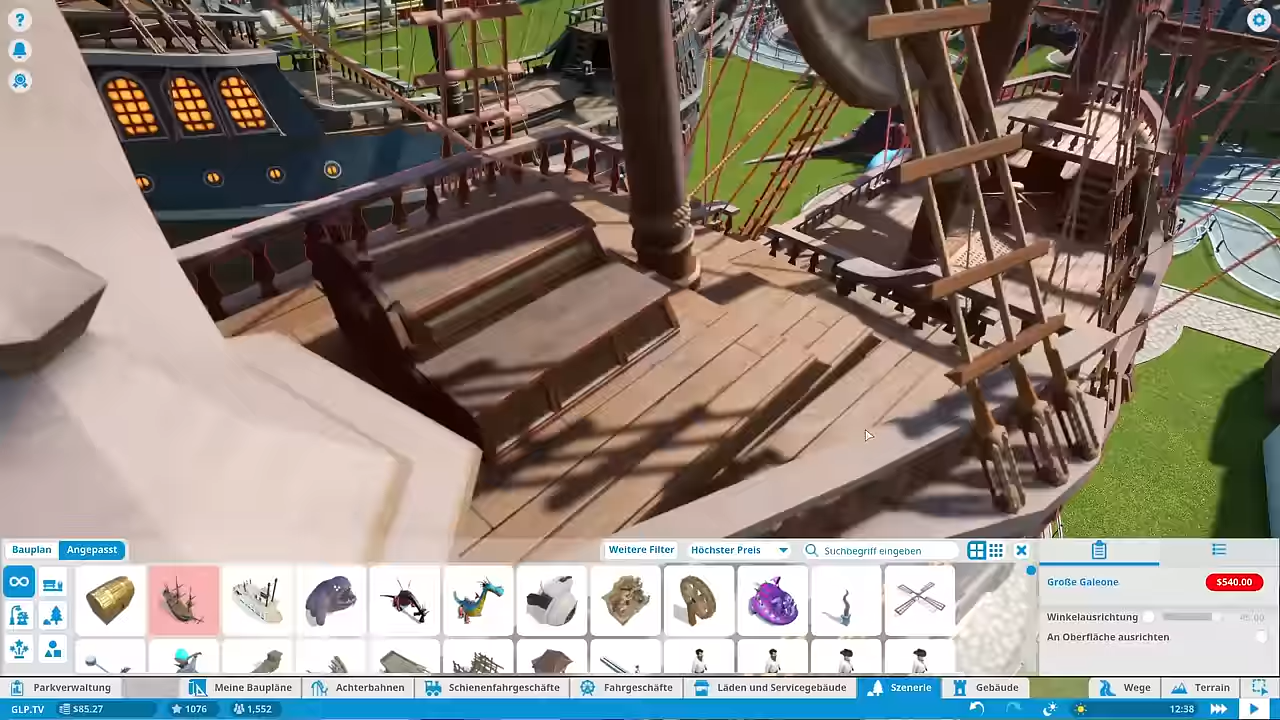 Bauplan Angepasst Weitere Filter Höchster Preis Suchbegriff eingeben
Große Galeone $540.00
Winkelausrichtung 45.00
An Oberfläche ausrichten
Parkverwaltung Meine Baupläne Achterbahnen Schienenfahrgeschäfte Fahrgeschäfte Läden und Servicegebäude Szenerie Gebäude Wege Terrain
GLP.TV $85.27 1076 1,552 12:38